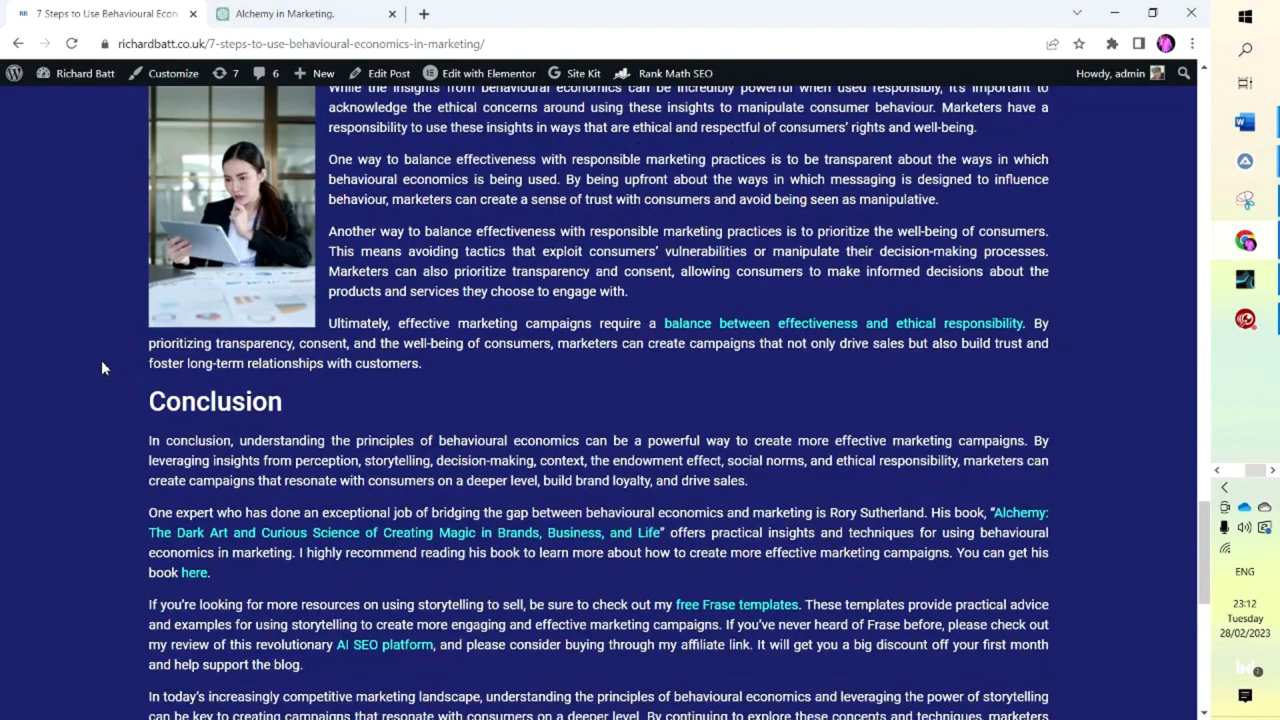 7 Steps to Use Behavioural Econ
Alchemy in Marketing.
richardbatt.co.uk/7-steps-to-use-behavioural-economics-in-marketing/
Richard Batt Customize 7 6 New Edit Post Edit with Elementor Site Kit Rank Math SEO Howdy, admin
While the insights from behavioural economics can be incredibly powerful when used responsibly, it's important to
acknowledge the ethical concerns around using these insights to manipulate consumer behaviour. Marketers have a
responsibility to use these insights in ways that are ethical and respectful of consumers' rights and well-being.
One way to balance effectiveness with responsible marketing practices is to be transparent about the ways in which
behavioural economics is being used. By being upfront about the ways in which messaging is designed to influence
behaviour, marketers can create a sense of trust with consumers and avoid being seen as manipulative.
Another way to balance effectiveness with responsible marketing practices is to prioritize the well-being of consumers.
This means avoiding tactics that exploit consumers' vulnerabilities or manipulate their decision-making processes.
Marketers can also prioritize transparency and consent, allowing consumers to make informed decisions about the
products and services they choose to engage with.
Ultimately, effective marketing campaigns require a balance between effectiveness and ethical responsibility. By
prioritizing transparency, consent, and the well-being of consumers, marketers can create campaigns that not only drive sales but also build trust and
foster long-term relationships with customers.
Conclusion
In conclusion, understanding the principles of behavioural economics can be a powerful way to create more effective marketing campaigns. By
leveraging insights from perception, storytelling, decision-making, context, the endowment effect, social norms, and ethical responsibility, marketers can
create campaigns that resonate with consumers on a deeper level, build brand loyalty, and drive sales.
One expert who has done an exceptional job of bridging the gap between behavioural economics and marketing is Rory Sutherland. His book, “Alchemy:
The Dark Art and Curious Science of Creating Magic in Brands, Business, and Life” offers practical insights and techniques for using behavioural
economics in marketing. I highly recommend reading his book to learn more about how to create more effective marketing campaigns. You can get his
book here.
If you're looking for more resources on using storytelling to sell, be sure to check out my free Frase templates. These templates provide practical advice
and examples for using storytelling to create more engaging and effective marketing campaigns. If you've never heard of Frase before, please check out
my review of this revolutionary AI SEO platform, and please consider buying through my affiliate link. It will get you a big discount off your first month
and help support the blog.
In today's increasingly competitive marketing landscape, understanding the principles of behavioural economics and leveraging the power of storytelling
can be key to creating campaigns that resonate with consumers on a deeper level. By continuing to explore these concepts and techniques, marketers
ENG
23:12
Tuesday
28/02/2023